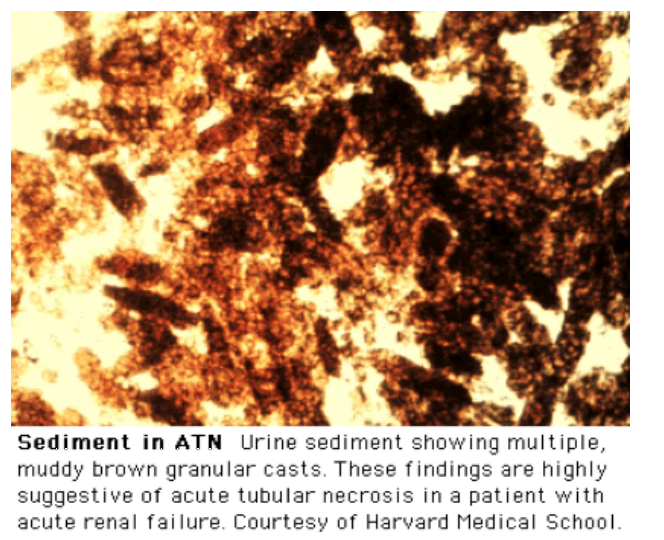 Sediment in ATN Urine sediment showing multiple,
muddy brown granular casts. These findings are highly
suggestive of acute tubular necrosis in a patient with
acute renal failure. Courtesy of Harvard Medical School.